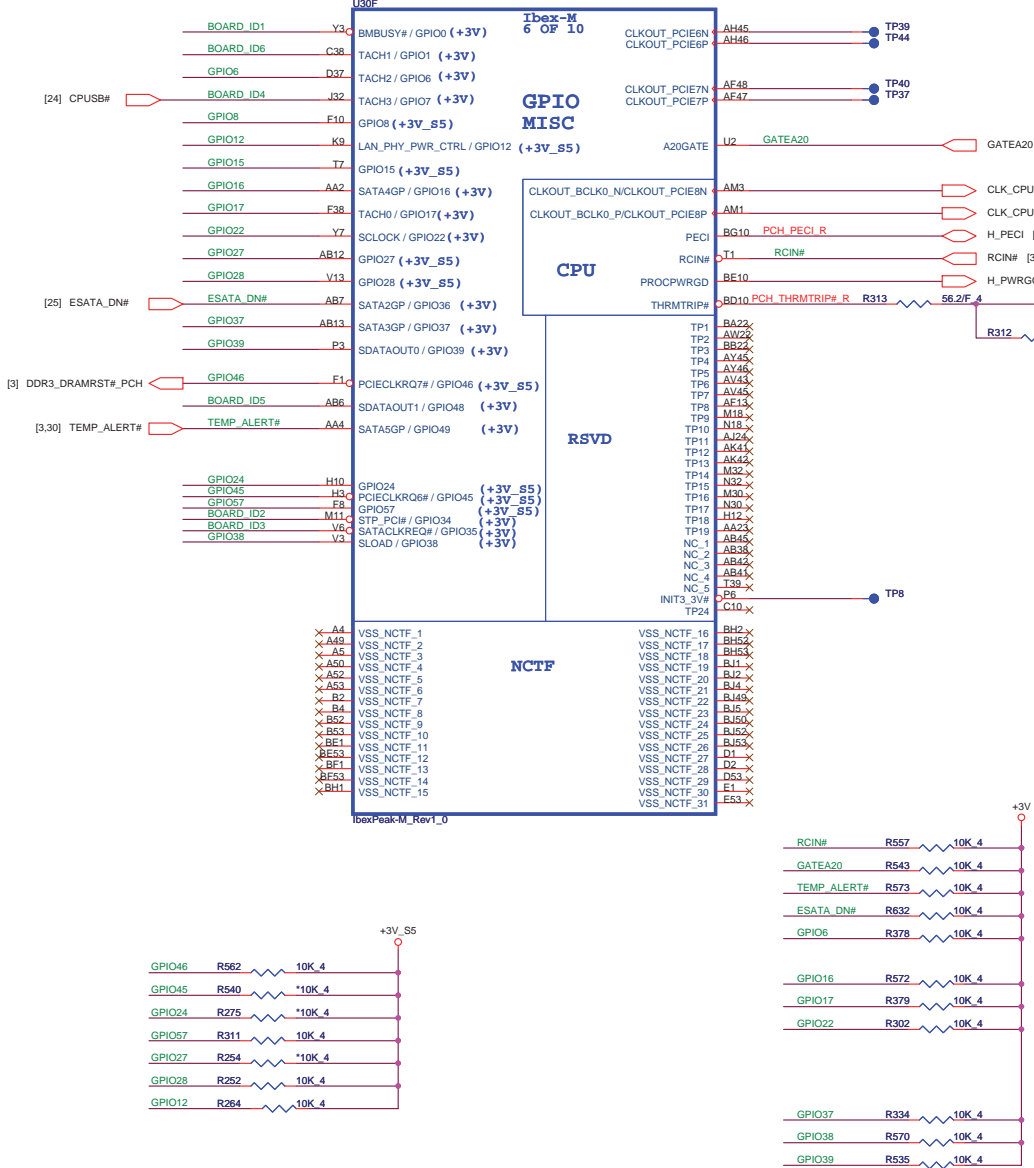 U30F
Ibex-M
6 OF 10
GPIO
MISC
CPU
RSVD
NCTF
BOARD_ID1 Y3 BMBUSY# / GPIO0 (+3V)
BOARD_ID6 C38 TACH1 / GPIO1 (+3V)
GPIO6 D37 TACH2 / GPIO6 (+3V)
[24] CPUSB# BOARD_ID4 J32 TACH3 / GPIO7 (+3V)
GPIO8 F10 GPIO8 (+3V_S5)
GPIO12 K9 LAN_PHY_PWR_CTRL / GPIO12 (+3V_S5)
GPIO15 T7 GPIO15 (+3V_S5)
GPIO16 AA2 SATA4GP / GPIO16 (+3V)
GPIO17 F38 TACH0 / GPIO17 (+3V)
GPIO22 Y7 SCLOCK / GPIO22 (+3V)
GPIO27 AB12 GPIO27 (+3V_S5)
GPIO28 V13 GPIO28 (+3V_S5)
[25] ESATA_DN# ESATA_DN# AB7 SATA2GP / GPIO36 (+3V)
GPIO37 AB13 SATA3GP / GPIO37 (+3V)
GPIO39 P3 SDATAOUT0 / GPIO39 (+3V)
[3] DDR3_DRAMRST#_PCH GPIO46 F1 PCIECLKRQ7# / GPIO46 (+3V_S5)
BOARD_ID5 AB6 SDATAOUT1 / GPIO48 (+3V)
[3,30] TEMP_ALERT# TEMP_ALERT# AA4 SATA5GP / GPIO49 (+3V)
GPIO24 H10 GPIO24 (+3V_S5)
GPIO45 H3 PCIECLKRQ6# / GPIO45 (+3V_S5)
GPIO57 F8 GPIO57 (+3V_S5)
BOARD_ID2 M11 STP_PCI# / GPIO34 (+3V)
BOARD_ID3 V6 SATACLKREQ# / GPIO35 (+3V)
GPIO38 V3 SLOAD / GPIO38 (+3V)
CLKOUT_PCIE6N AH45 TP39
CLKOUT_PCIE6P AH46 TP44
CLKOUT_PCIE7N AF48 TP40
CLKOUT_PCIE7P AF47 TP37
A20GATE U2 GATEA20 GATEA20
CLKOUT_BCLK0_N/CLKOUT_PCIE8N AM3 CLK_CPU
CLKOUT_BCLK0_P/CLKOUT_PCIE8P AM1 CLK_CPU
PECI BG10 PCH_PECI_R H_PECI [
RCIN# T1 RCIN# RCIN# [3
PROCPWRGD BE10 H_PWRG
THRMTRIP# BD10 PCH_THRMTRIP#_R R313 56.2/F_4
R312
TP1 BA22
TP2 AW22
TP3 BB22
TP4 AY45
TP5 AY46
TP6 AV43
TP7 AV45
TP8 AF13
TP9 M18
TP10 N18
TP11 AJ24
TP12 AK41
TP13 AK42
TP14 M32
TP15 N32
TP16 M30
TP17 N30
TP18 H12
TP19 AA23
NC_1 AB45
NC_2 AB38
NC_3 AB42
NC_4 AB41
NC_5 T39
INIT3_3V# P6 TP8
TP24 C10
A4 VSS_NCTF_1
A49 VSS_NCTF_2
A5 VSS_NCTF_3
A50 VSS_NCTF_4
A52 VSS_NCTF_5
A53 VSS_NCTF_6
B2 VSS_NCTF_7
B4 VSS_NCTF_8
B52 VSS_NCTF_9
B53 VSS_NCTF_10
BE1 VSS_NCTF_11
BE53 VSS_NCTF_12
BF1 VSS_NCTF_13
BF53 VSS_NCTF_14
BH1 VSS_NCTF_15
VSS_NCTF_16 BH2
VSS_NCTF_17 BH52
VSS_NCTF_18 BH53
VSS_NCTF_19 BJ1
VSS_NCTF_20 BJ2
VSS_NCTF_21 BJ4
VSS_NCTF_22 BJ49
VSS_NCTF_23 BJ5
VSS_NCTF_24 BJ50
VSS_NCTF_25 BJ52
VSS_NCTF_26 BJ53
VSS_NCTF_27 D1
VSS_NCTF_28 D2
VSS_NCTF_29 D53
VSS_NCTF_30 E1
VSS_NCTF_31 E53
IbexPeak-M_Rev1_0
+3V
RCIN# R557 10K_4
GATEA20 R543 10K_4
TEMP_ALERT# R573 10K_4
ESATA_DN# R632 10K_4
GPIO6 R378 10K_4
GPIO16 R572 10K_4
GPIO17 R379 10K_4
GPIO22 R302 10K_4
GPIO37 R334 10K_4
GPIO38 R570 10K_4
GPIO39 R535 10K_4
+3V_S5
GPIO46 R562 10K_4
GPIO45 R540 *10K_4
GPIO24 R275 *10K_4
GPIO57 R311 10K_4
GPIO27 R254 *10K_4
GPIO28 R252 10K_4
GPIO12 R264 10K_4